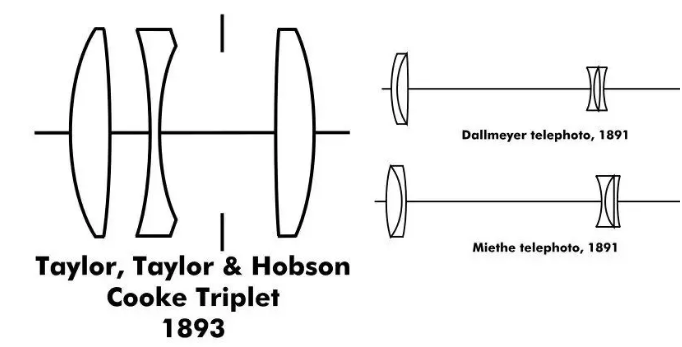 Taylor, Taylor & Hobson
Cooke Triplet
1893
Dallmeyer telephoto, 1891
Miethe telephoto, 1891